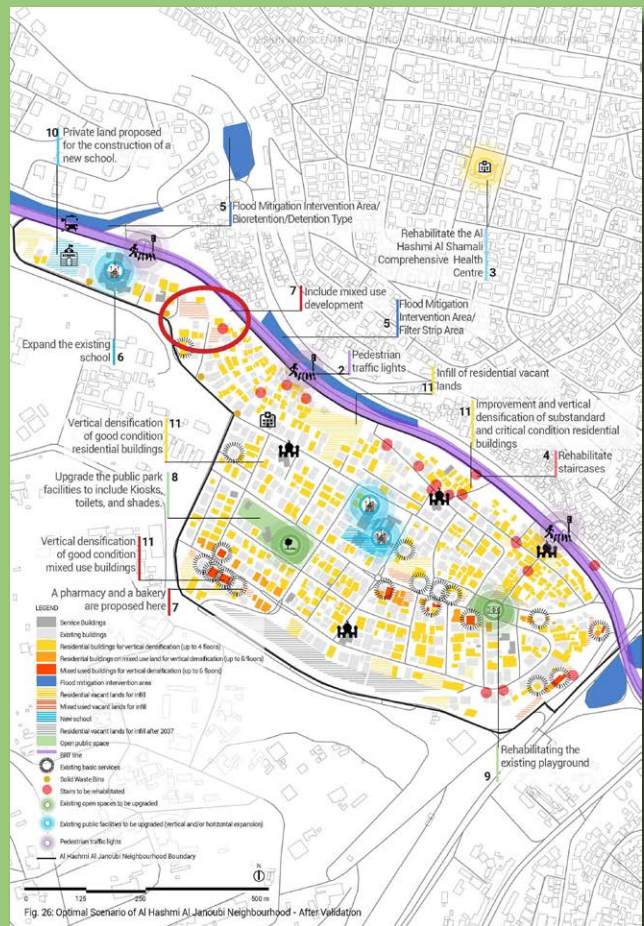 VISION AND SCENARIO BUILDING: AL HASHMI AL JANOUBI NEIGHBOURHOOD
10 Private land proposed
for the construction of a
new school.
5 Flood Mitigation Intervention Area/
Bioretention/Detention Type
Rehabilitate the Al
Hashmi Al Shamali
Comprehensive Health
Centre
3
7 Include mixed use
development
Flood Mitigation
Intervention Area/
Filter Strip Area
5
Expand the existing
school 6
Pedestrian
traffic lights
2
Infill of residential vacant
lands
11
Improvement and vertical
densification of substandard
and critical condition residential
buildings
11
4 Rehabilitate
staircases
Vertical densification 11
of good condition
residential buildings
Upgrade the public park 8
facilities to include Kiosks,
toilets, and shades.
Vertical densification 11
of good condition
mixed use buildings
A pharmacy and a bakery
are proposed here 7
LEGEND
Service Buildings
Existing buildings
Residential buildings for vertical densification (up to 4 floors)
Residential buildings on mixed use land for vertical densification (up to 6 floors)
Mixed used buildings for vertical densification (up to 6 floors)
Flood mitigation intervention area
Residential vacant lands for infill
Mixed used vacant lands for infill
New school
Residential vacant lands for infill after 2037
Open public space
BRT line
Existing basic services
Solid Waste Bins
Stairs to be rehabilitated
Existing open spaces to be upgraded
Existing public facilities to be upgraded (vertical and/or horizontal expansion)
Pedestrian traffic lights
Al Hashmi Al Janoubi Neighbourhood Boundary
Rehabilitating the
existing playground
9
N
0 125 250 500 m
Fig. 26: Optimal Scenario of Al Hashmi Al Janoubi Neighbourhood - After Validation